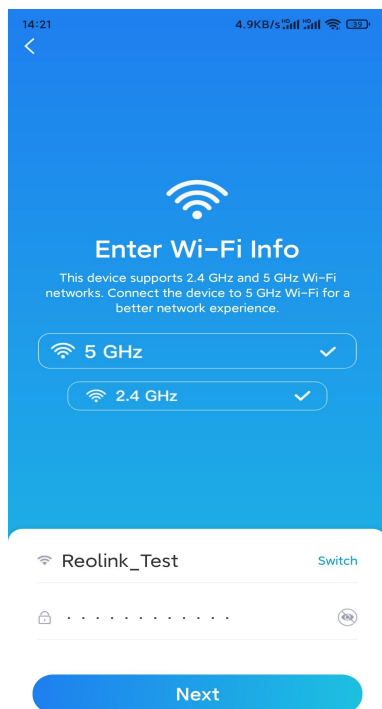 14:21 4.9KB/s HD HD 39
Enter Wi-Fi Info
This device supports 2.4 GHz and 5 GHz Wi-Fi
networks. Connect the device to 5 GHz Wi-Fi for a
better network experience.
5 GHz
2.4 GHz
Reolink_Test Switch
Next